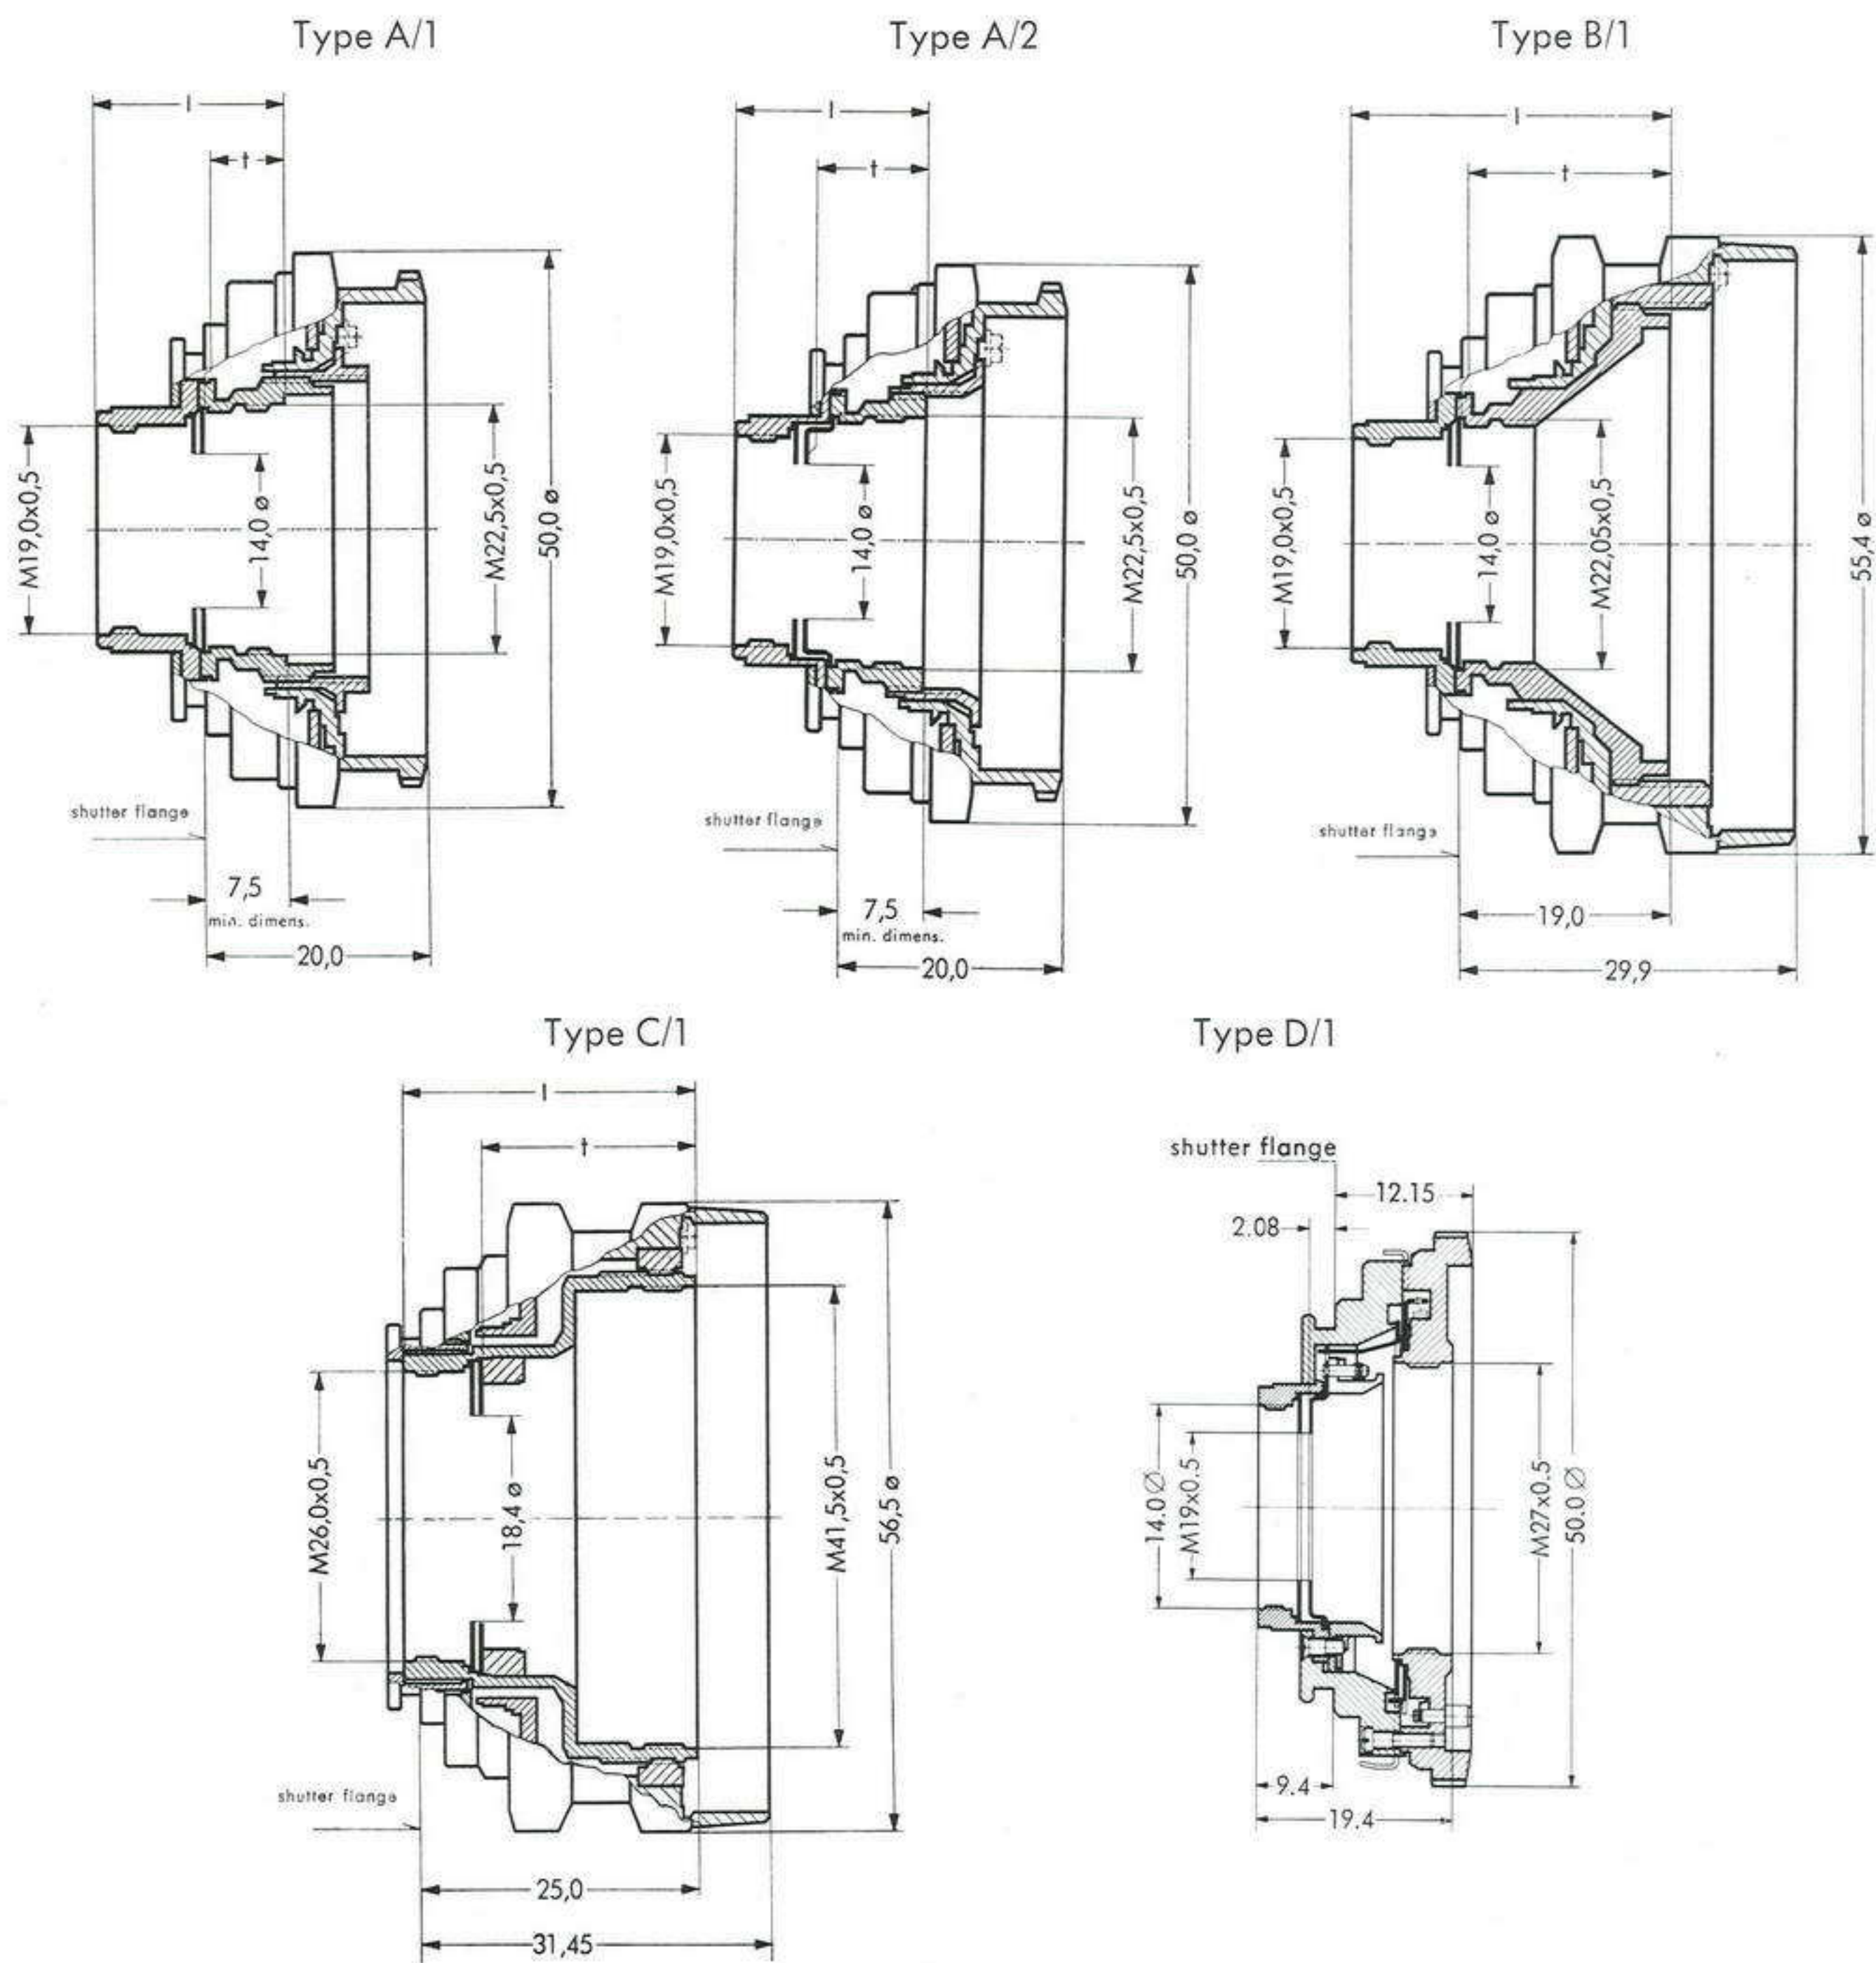 Type A/1
l
t
M19,0x0,5
14,0 ø
M22,5x0,5
50,0 ø
shutter flange
7,5
min. dimens.
20,0
Type A/2
l
t
M19,0x0,5
14,0 ø
M22,5x0,5
50,0 ø
shutter flange
7,5
min. dimens.
20,0
Type B/1
l
t
M19,0x0,5
14,0 ø
M22,05x0,5
55,4 ø
shutter flange
19,0
29,9
Type C/1
l
t
M26,0x0,5
18,4 ø
M41,5x0,5
56,5 ø
shutter flange
25,0
31,45
Type D/1
shutter flange
12.15
2.08
14.0 Ø
M19x0.5
M27x0.5
50.0 Ø
9.4
19.4